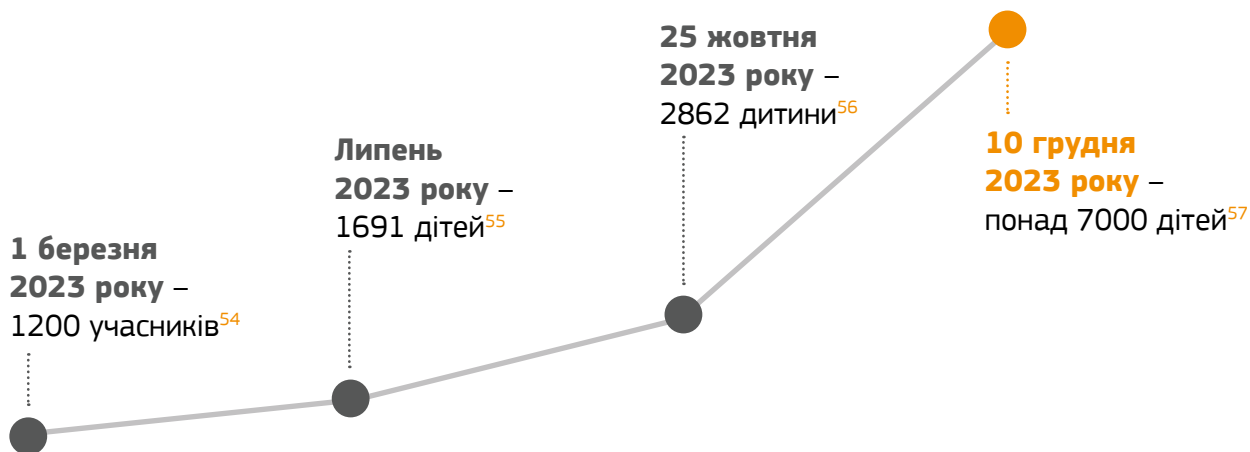 1 березня
2023 року –
1200 учасників54
Липень
2023 року –
1691 дітей55
25 жовтня
2023 року –
2862 дитини56
10 грудня
2023 року –
понад 7000 дітей57